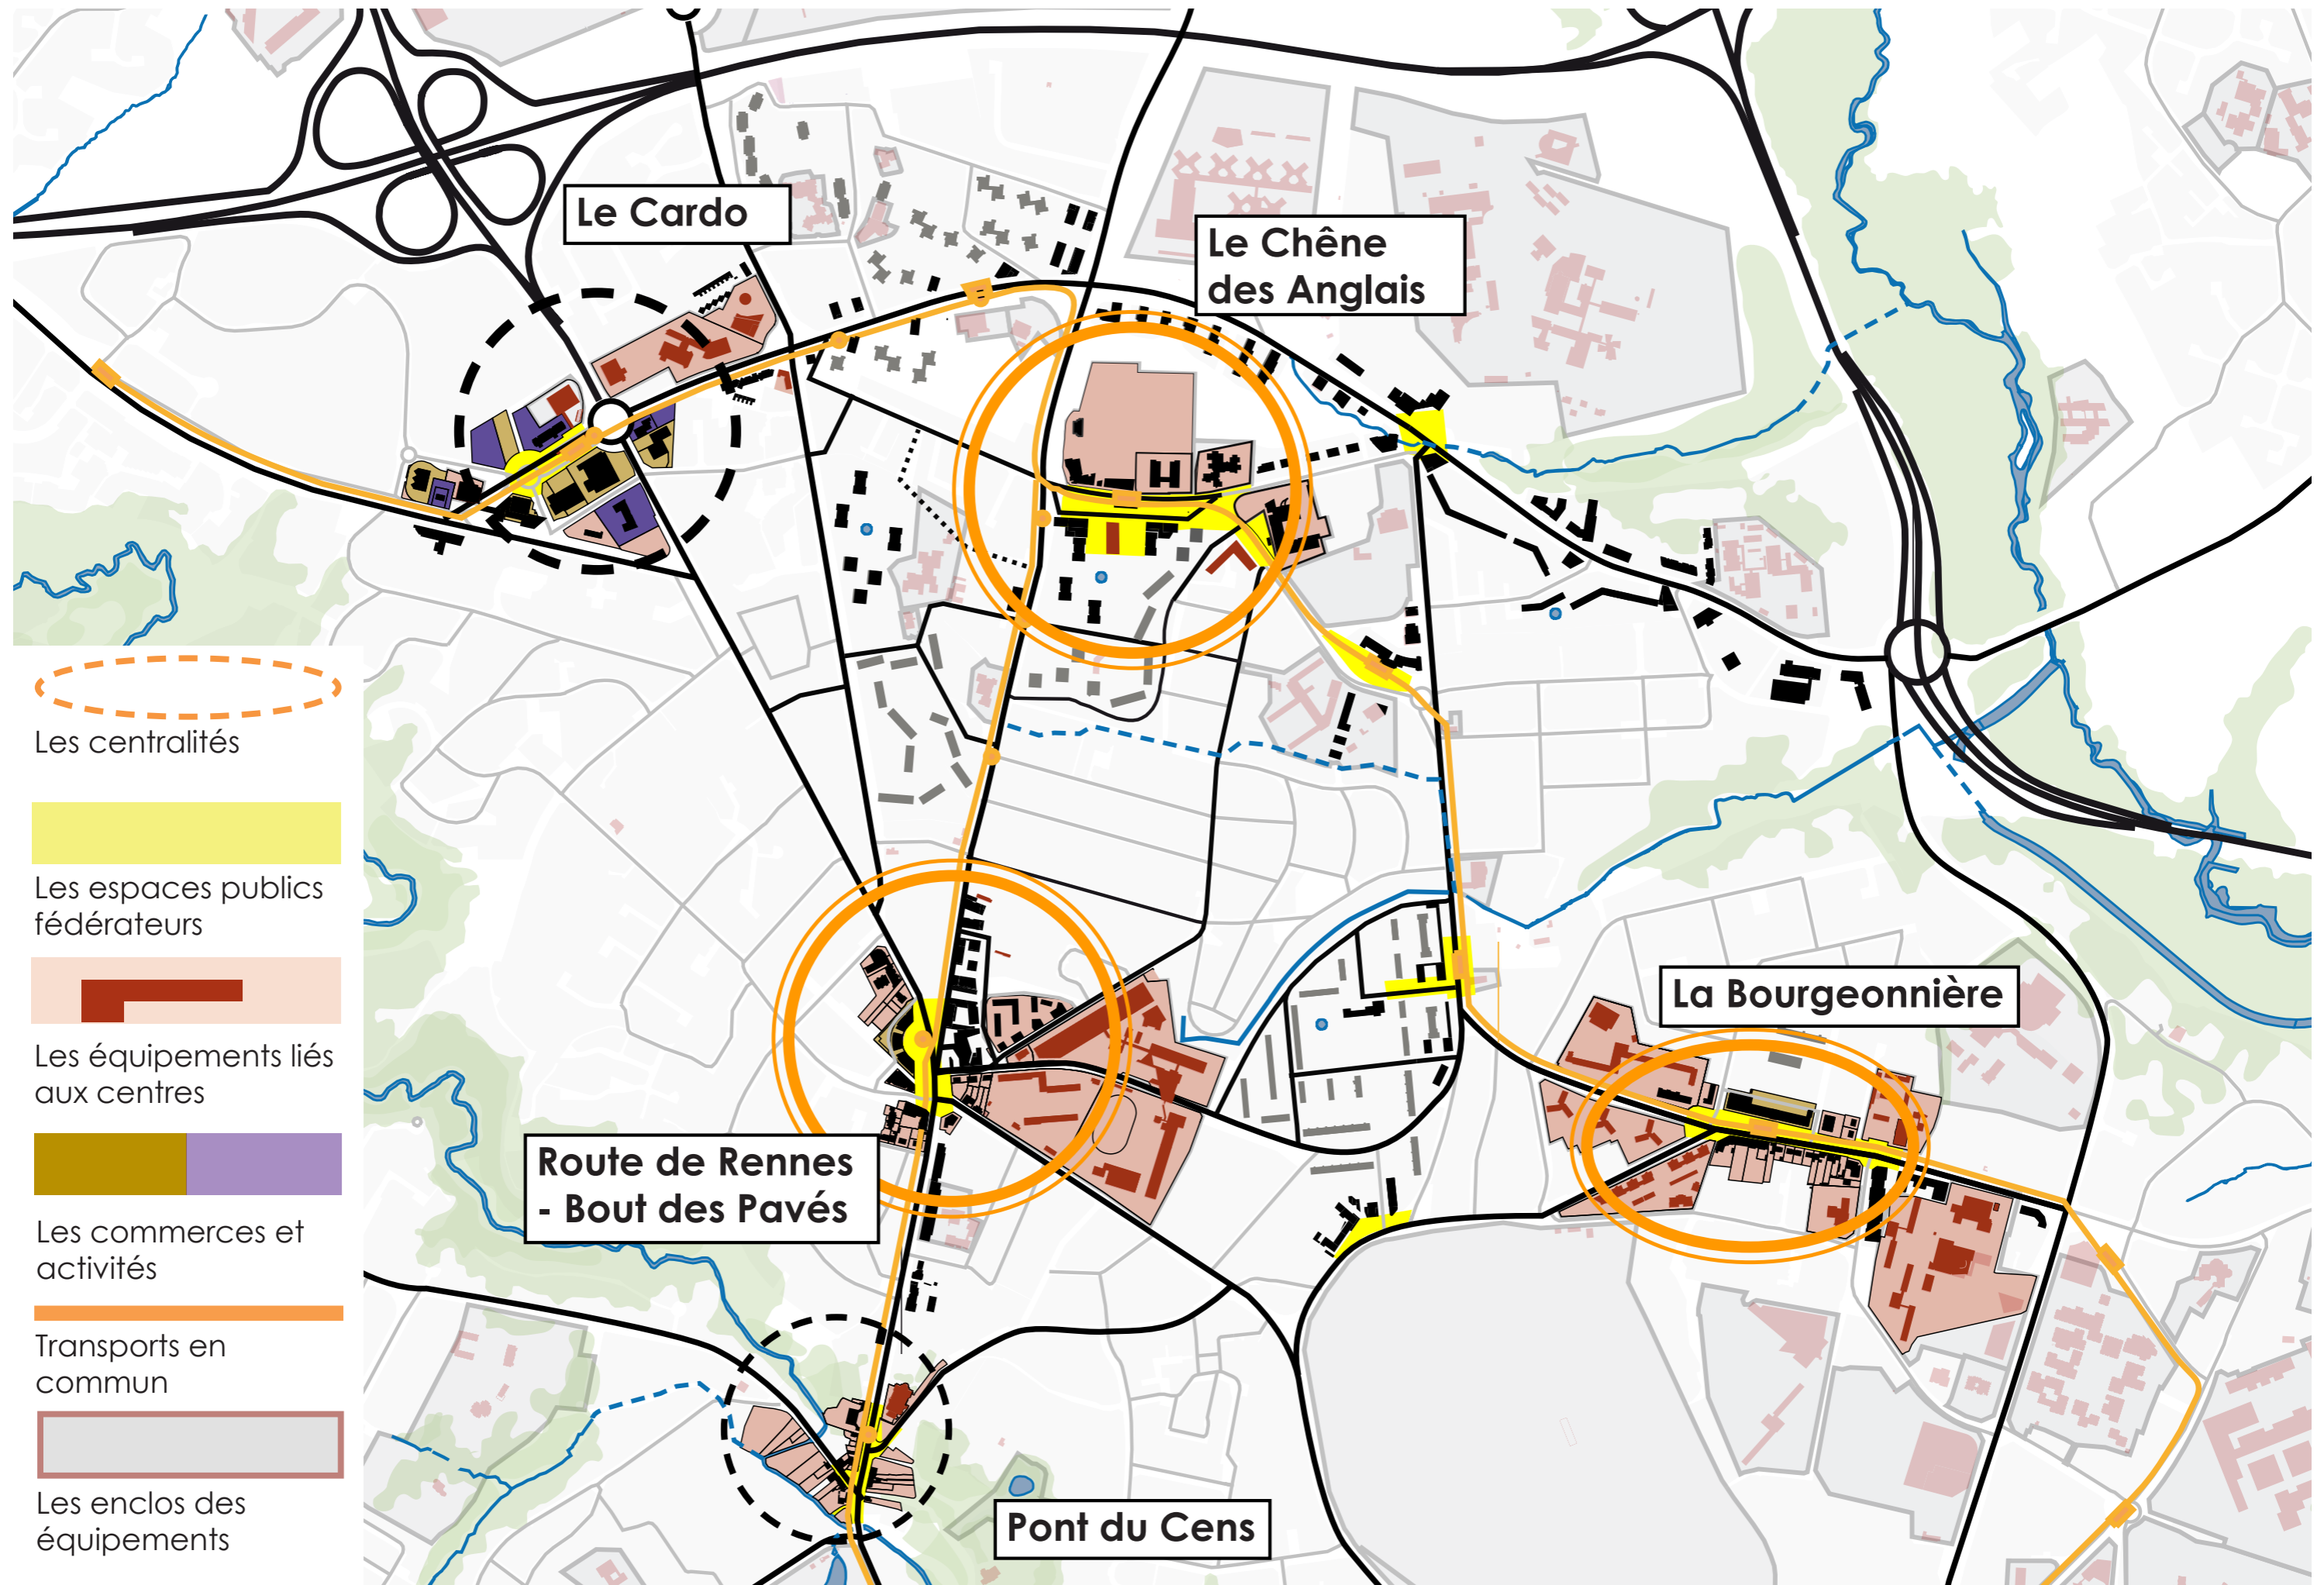 Le Cardo
Le Chêne
des Anglais
La Bourgeonnière
Route de Rennes
- Bout des Pavés
Pont du Cens
Les centralités
Les espaces publics
fédérateurs
Les équipements liés
aux centres
Les commerces et
activités
Transports en
commun
Les enclos des
équipements